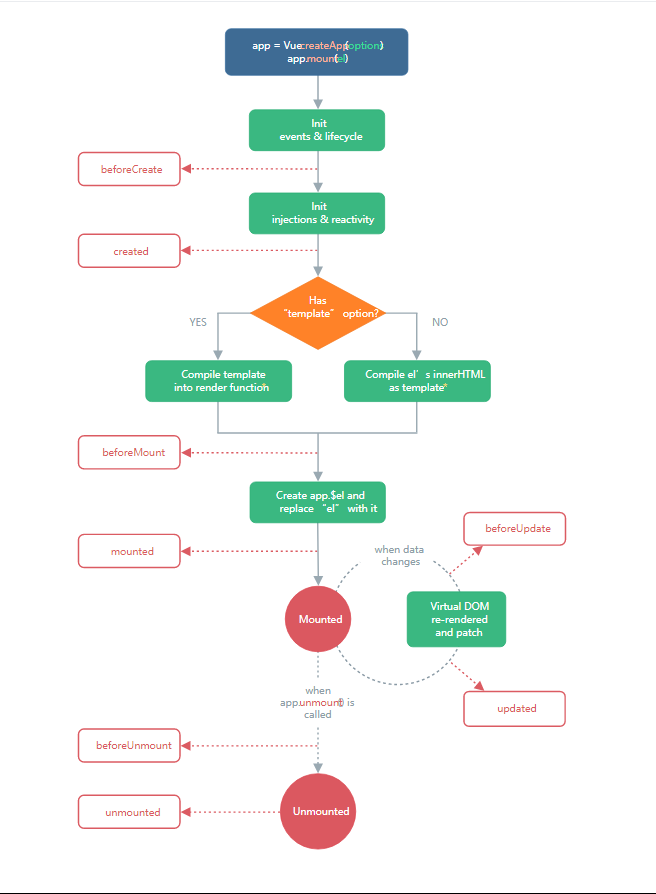 app = Vue.createApp(options)
app.mount(el)
Init
events & lifecycle
beforeCreate
Init
injections & reactivity
created
Has
“template” option?
YES
NO
Compile template
into render function*
Compile el’s innerHTML
as template*
beforeMount
Create app.$el and
replace “el” with it
mounted
Mounted
when data
changes
beforeUpdate
Virtual DOM
re-rendered
and patch
updated
when
app.unmount() is
called
beforeUnmount
unmounted
Unmounted